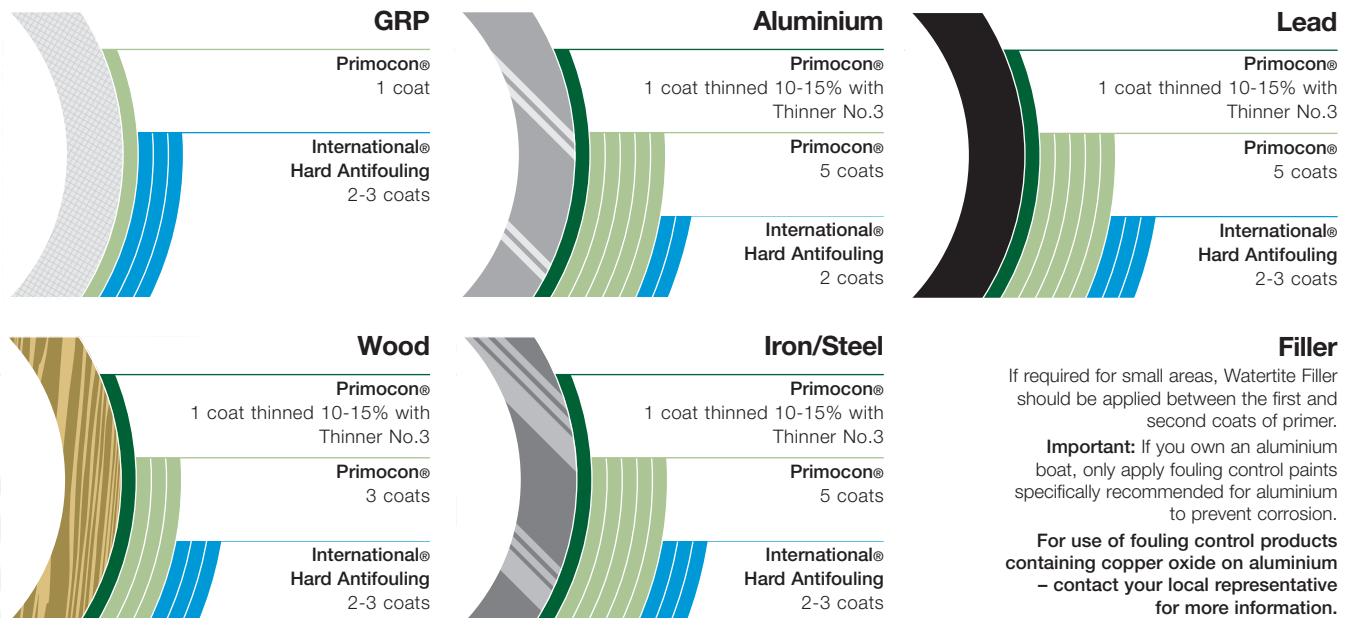 GRP
Primocon®
1 coat
International®
Hard Antifouling
2-3 coats
Aluminium
Primocon®
1 coat thinned 10-15% with
Thinner No.3
Primocon®
5 coats
International®
Hard Antifouling
2 coats
Lead
Primocon®
1 coat thinned 10-15% with
Thinner No.3
Primocon®
5 coats
International®
Hard Antifouling
2-3 coats
Wood
Primocon®
1 coat thinned 10-15% with
Thinner No.3
Primocon®
3 coats
International®
Hard Antifouling
2-3 coats
Iron/Steel
Primocon®
1 coat thinned 10-15% with
Thinner No.3
Primocon®
5 coats
International®
Hard Antifouling
2-3 coats
Filler
If required for small areas, Watertite Filler
should be applied between the first and
second coats of primer.
Important: If you own an aluminium
boat, only apply fouling control paints
specifically recommended for aluminium
to prevent corrosion.
For use of fouling control products
containing copper oxide on aluminium
– contact your local representative
for more information.